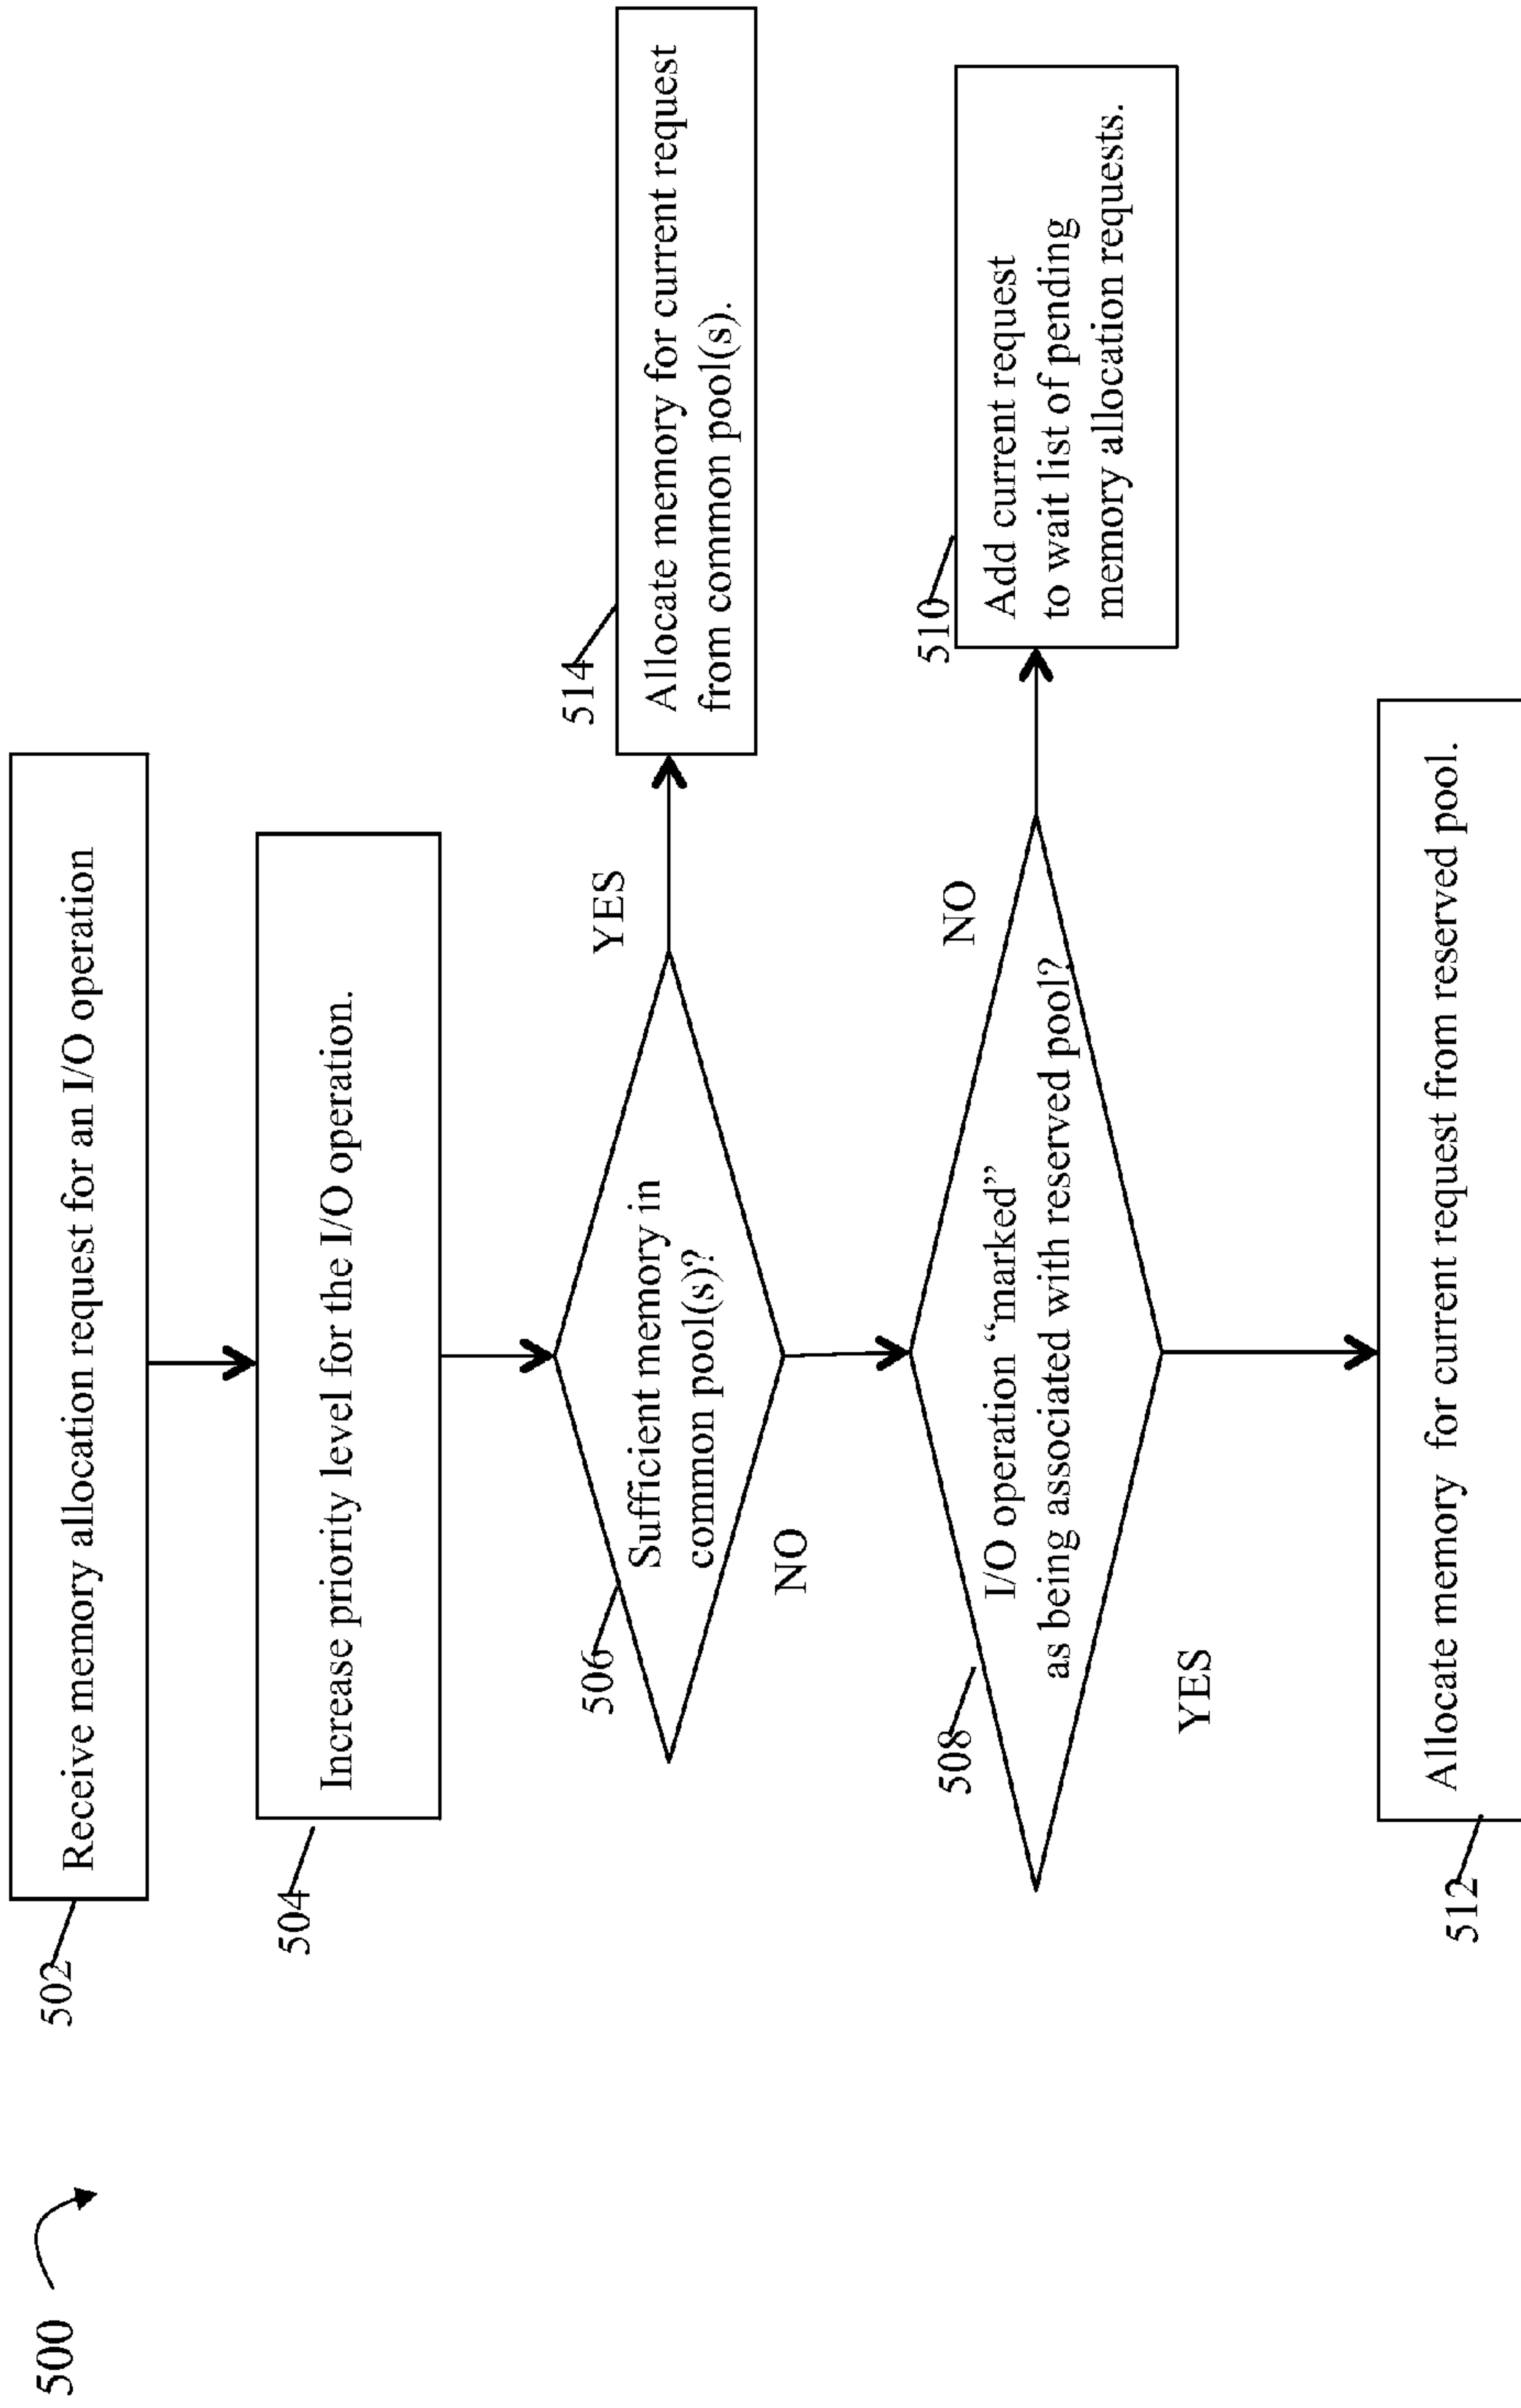 500
502
Receive memory allocation request for an I/O operation
504
Increase priority level for the I/O operation.
506
Sufficient memory in
common pool(s)?
YES
514
Allocate memory for current request
from common pool(s).
NO
508
I/O operation “marked”
as being associated with reserved pool?
NO
510
Add current request
to wait list of pending
memory allocation requests.
YES
512
Allocate memory for current request from reserved pool.